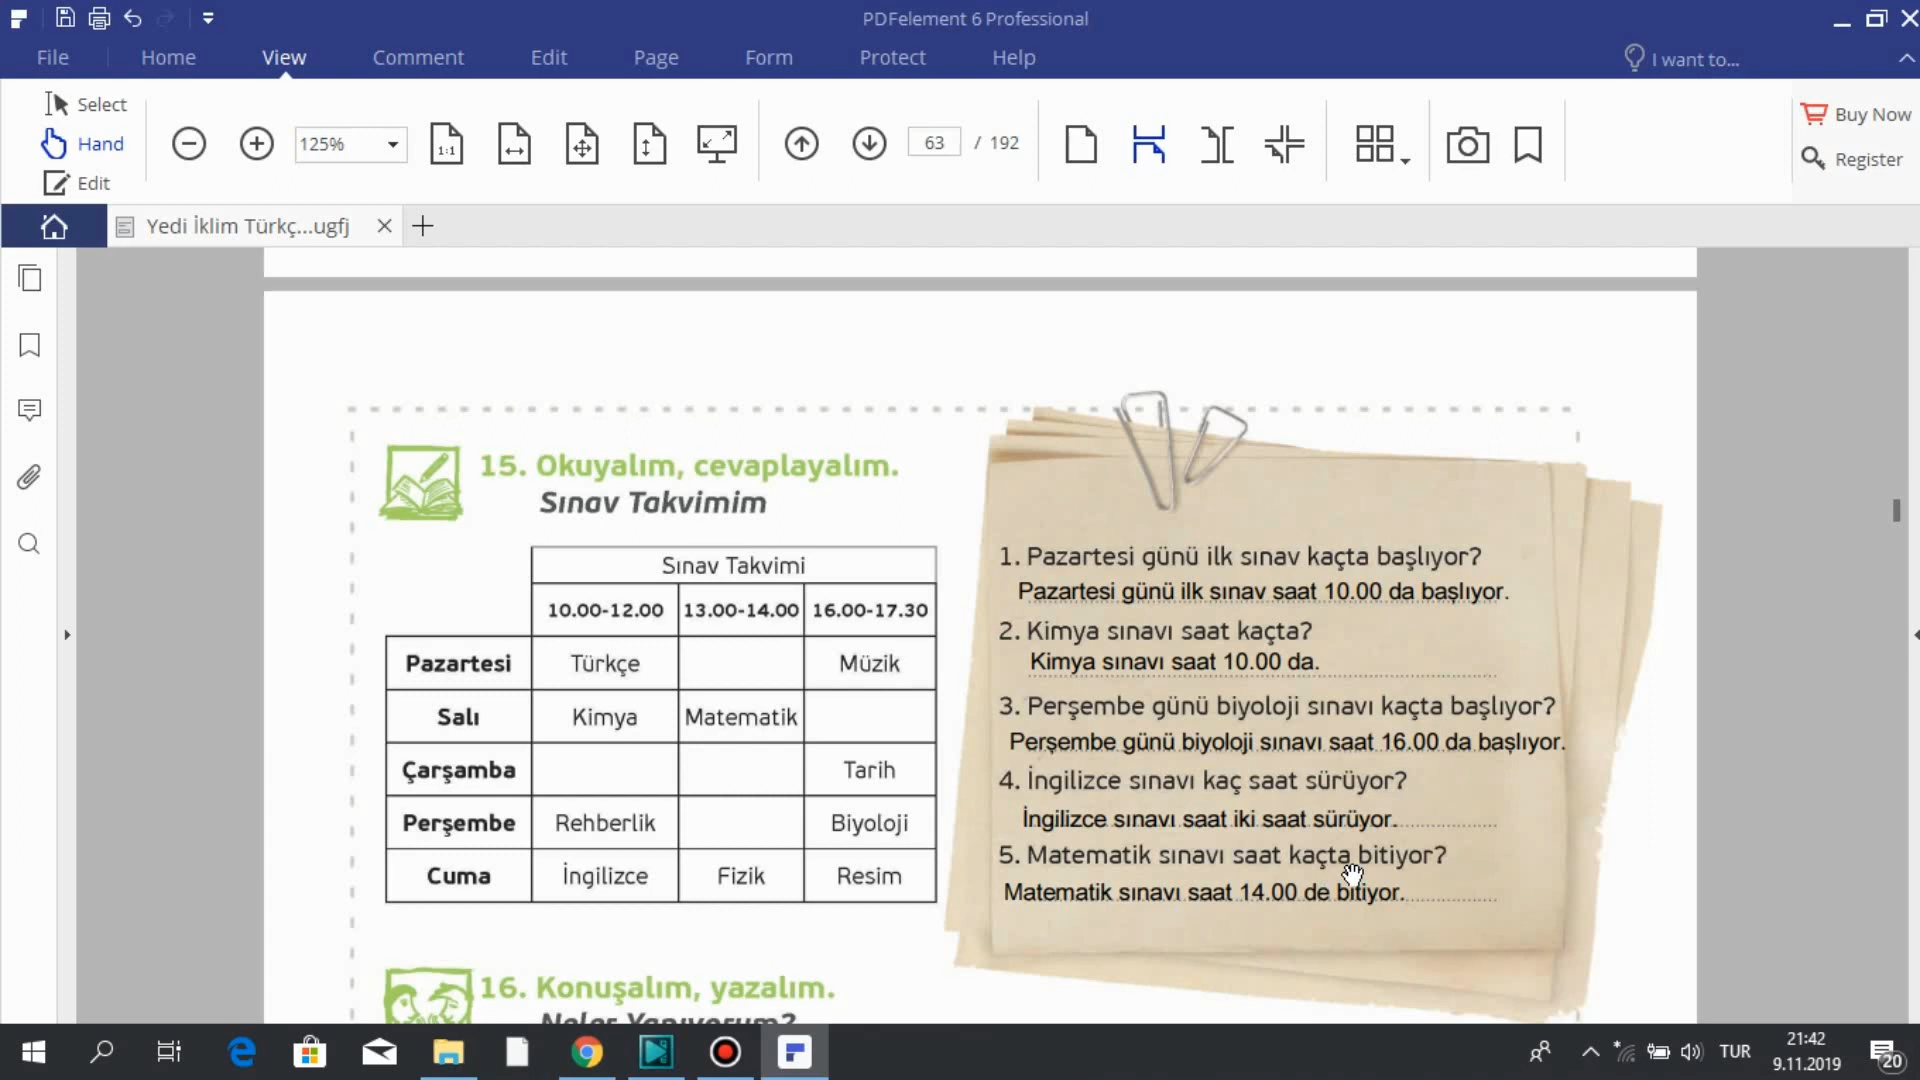 PDFelement 6 Professional
File Home View Comment Edit Page Form Protect Help I want to...
Select
Hand
Edit
125%
1:1
63 / 192
Buy Now
Register
Yedi İklim Türkç...ugfj
15. Okuyalım, cevaplayalım.
Sınav Takvimim
Sınav Takvimi
10.00-12.00 13.00-14.00 16.00-17.30
Pazartesi Türkçe Müzik
Salı Kimya Matematik
Çarşamba Tarih
Perşembe Rehberlik Biyoloji
Cuma İngilizce Fizik Resim
1. Pazartesi günü ilk sınav kaçta başlıyor?
Pazartesi günü ilk sınav saat 10.00 da başlıyor.
2. Kimya sınavı saat kaçta?
Kimya sınavı saat 10.00 da.
3. Perşembe günü biyoloji sınavı kaçta başlıyor?
Perşembe günü biyoloji sınavı saat 16.00 da başlıyor.
4. İngilizce sınavı kaç saat sürüyor?
İngilizce sınavı saat iki saat sürüyor.
5. Matematik sınavı saat kaçta bitiyor?
Matematik sınavı saat 14.00 de bitiyor.
16. Konuşalım, yazalım.
Neler Yapıyorum?
TUR
21:42
9.11.2019
20